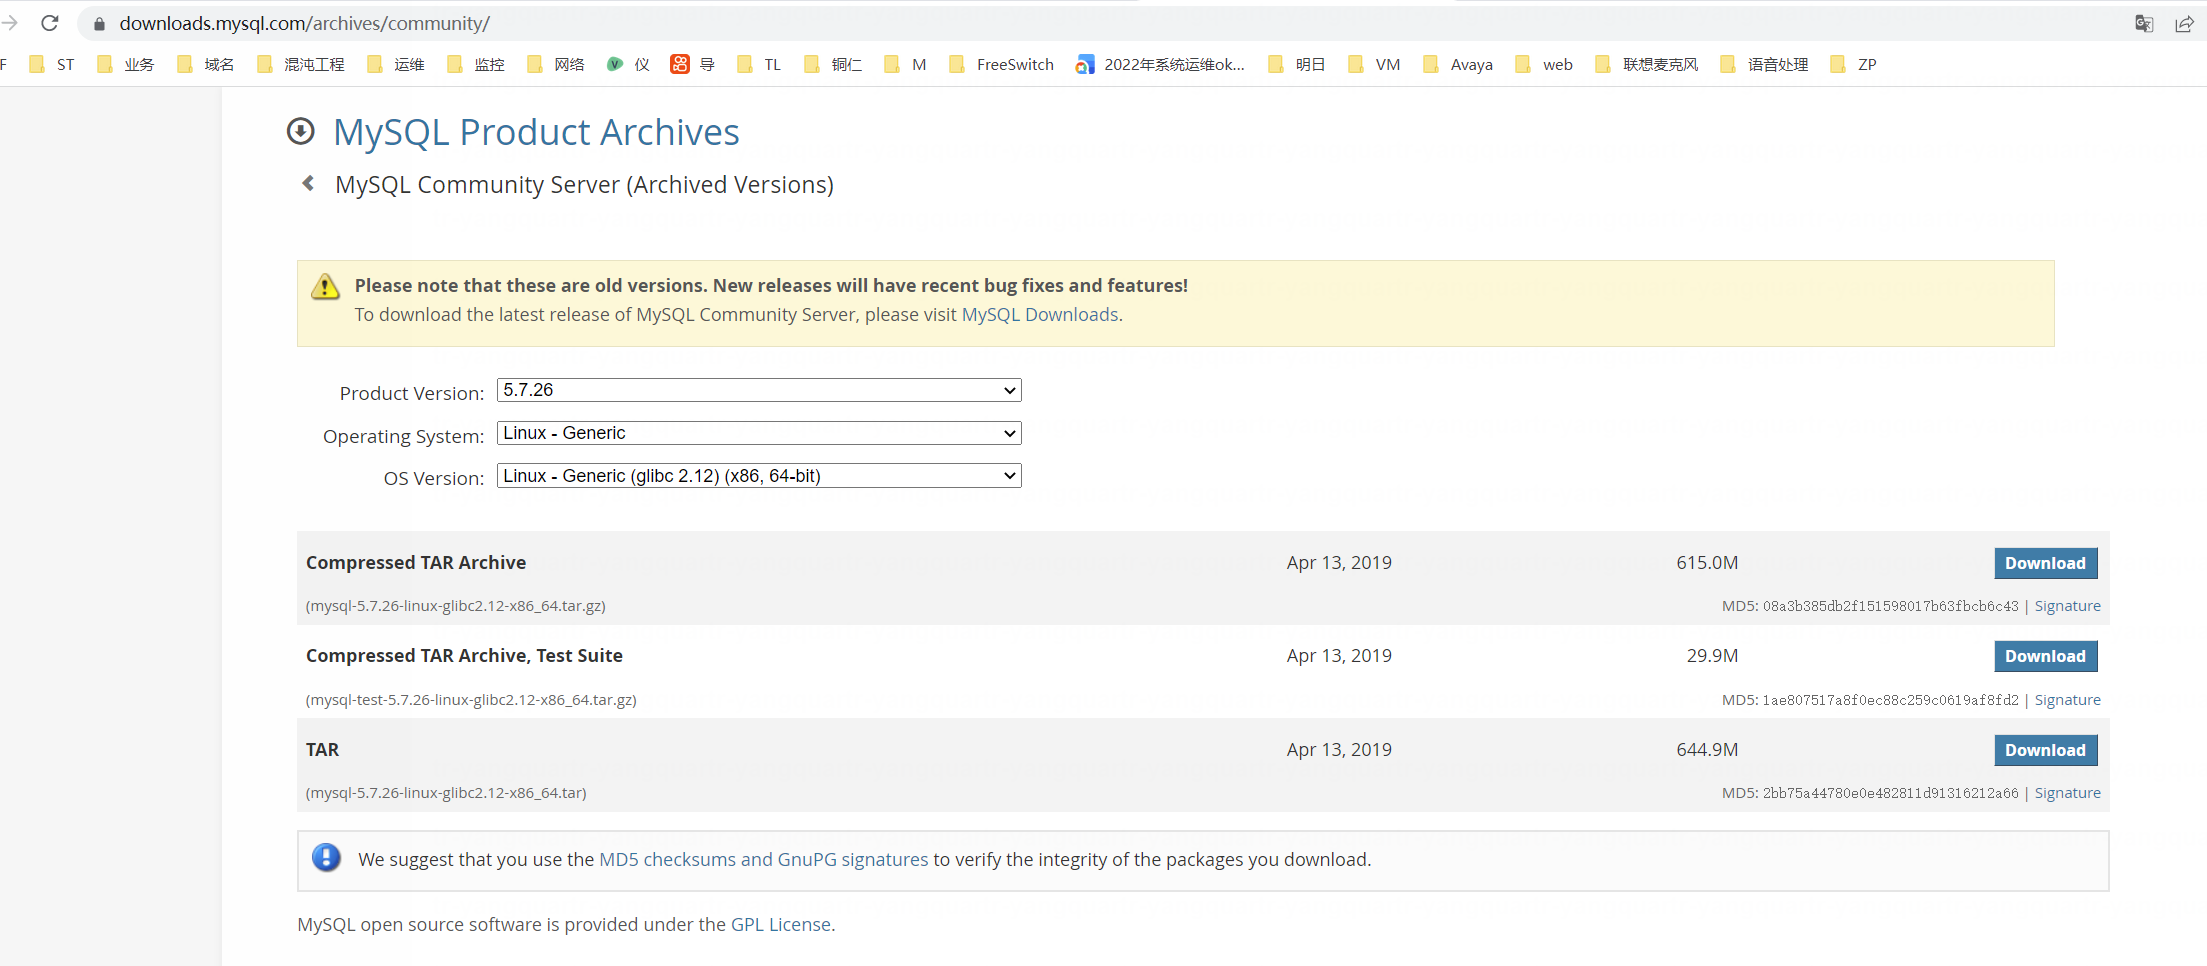 downloads.mysql.com/archives/community/
F ST 业务 域名 混沌工程 运维 监控 网络 仪 导 TL 铜仁 M FreeSwitch 2022年系统运维ok... 明日 VM Avaya web 联想麦克风 语音处理 ZP
MySQL Product Archives
MySQL Community Server (Archived Versions)
Please note that these are old versions. New releases will have recent bug fixes and features!
To download the latest release of MySQL Community Server, please visit MySQL Downloads.
Product Version: 5.7.26
Operating System: Linux - Generic
OS Version: Linux - Generic (glibc 2.12) (x86, 64-bit)
Compressed TAR Archive Apr 13, 2019 615.0M Download
(mysql-5.7.26-linux-glibc2.12-x86_64.tar.gz) MD5: 08a3b385db2f151598017b63fbcb6c43 | Signature
Compressed TAR Archive, Test Suite Apr 13, 2019 29.9M Download
(mysql-test-5.7.26-linux-glibc2.12-x86_64.tar.gz) MD5: 1ae807517a8f0ec88c259c0619af8fd2 | Signature
TAR Apr 13, 2019 644.9M Download
(mysql-5.7.26-linux-glibc2.12-x86_64.tar) MD5: 2bb75a44780e0e482811d91316212a66 | Signature
We suggest that you use the MD5 checksums and GnuPG signatures to verify the integrity of the packages you download.
MySQL open source software is provided under the GPL License.